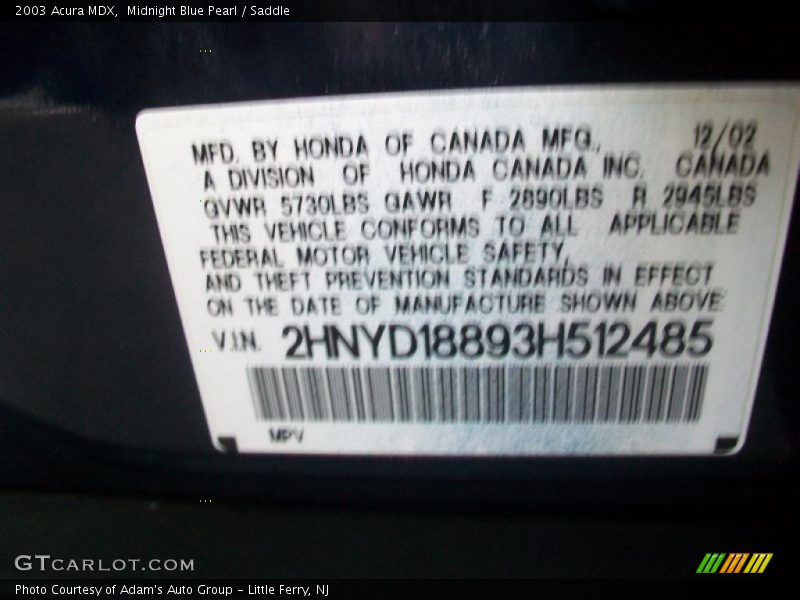 2003 Acura MDX,  Midnight Blue Pearl / Saddle
MFD. BY HONDA OF CANADA MFG., 12/02
A DIVISION OF HONDA CANADA INC. CANADA
GVWR 5730LBS GAWR F 2890LBS R 2945LBS
THIS VEHICLE CONFORMS TO ALL APPLICABLE
FEDERAL MOTOR VEHICLE SAFETY,
AND THEFT PREVENTION STANDARDS IN EFFECT
ON THE DATE OF MANUFACTURE SHOWN ABOVE.
V.I.N. 2HNYD18893H512485
MPV
GTCARLOT.COM
Photo Courtesy of Adam's Auto Group - Little Ferry, NJ